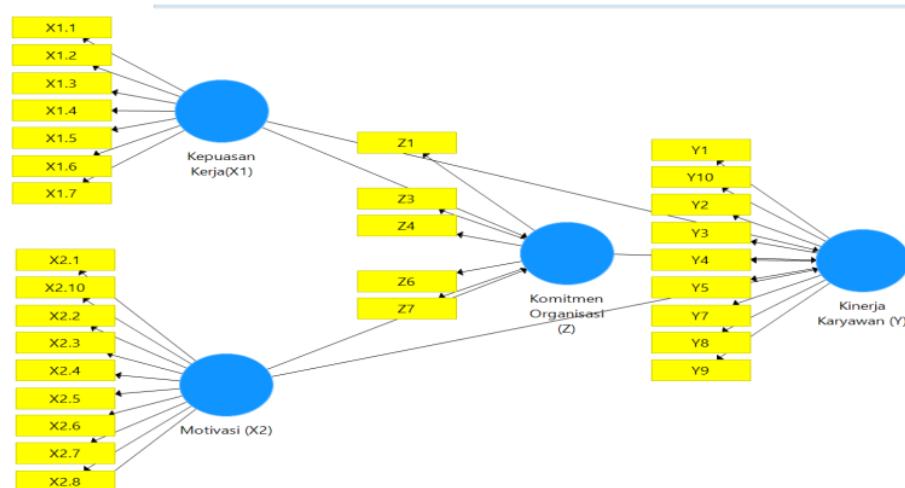 X1.1
X1.2
X1.3
X1.4
X1.5
X1.6
X1.7
Kepuasan
Kerja(X1)
X2.1
X2.10
X2.2
X2.3
X2.4
X2.5
X2.6
X2.7
X2.8
Motivasi (X2)
Z1
Z3
Z4
Z6
Z7
Komitmen
Organisasi
(Z)
Y1
Y10
Y2
Y3
Y4
Y5
Y7
Y8
Y9
Kinerja
Karyawan (Y)